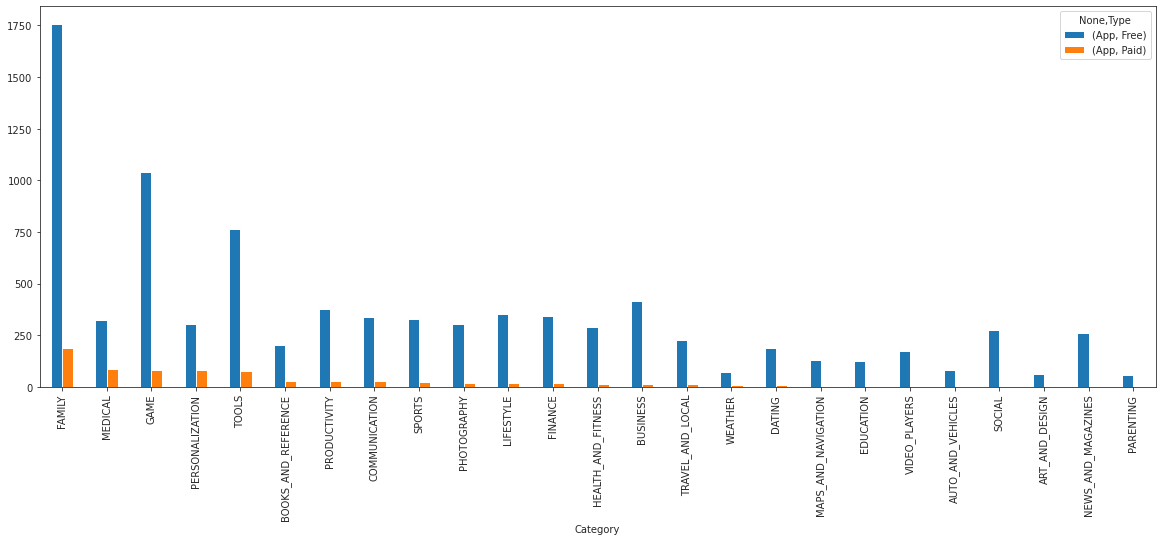 None,Type
(App, Free)
(App, Paid)
1750
1500
1250
1000
750
500
250
0
FAMILY
MEDICAL
GAME
PERSONALIZATION
TOOLS
BOOKS_AND_REFERENCE
PRODUCTIVITY
COMMUNICATION
SPORTS
PHOTOGRAPHY
LIFESTYLE
FINANCE
HEALTH_AND_FITNESS
BUSINESS
TRAVEL_AND_LOCAL
WEATHER
DATING
MAPS_AND_NAVIGATION
EDUCATION
VIDEO_PLAYERS
AUTO_AND_VEHICLES
SOCIAL
ART_AND_DESIGN
NEWS_AND_MAGAZINES
PARENTING
Category